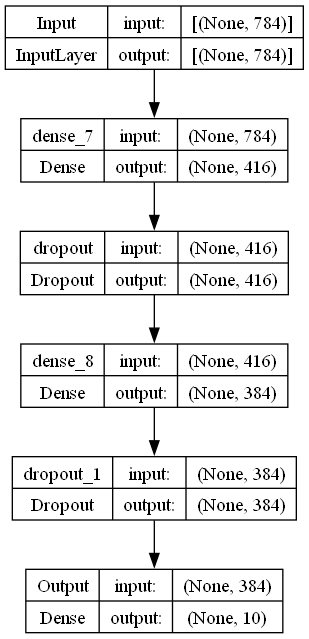 Input input: [(None, 784)]
InputLayer output: [(None, 784)]
dense_7 input: (None, 784)
Dense output: (None, 416)
dropout input: (None, 416)
Dropout output: (None, 416)
dense_8 input: (None, 416)
Dense output: (None, 384)
dropout_1 input: (None, 384)
Dropout output: (None, 384)
Output input: (None, 384)
Dense output: (None, 10)